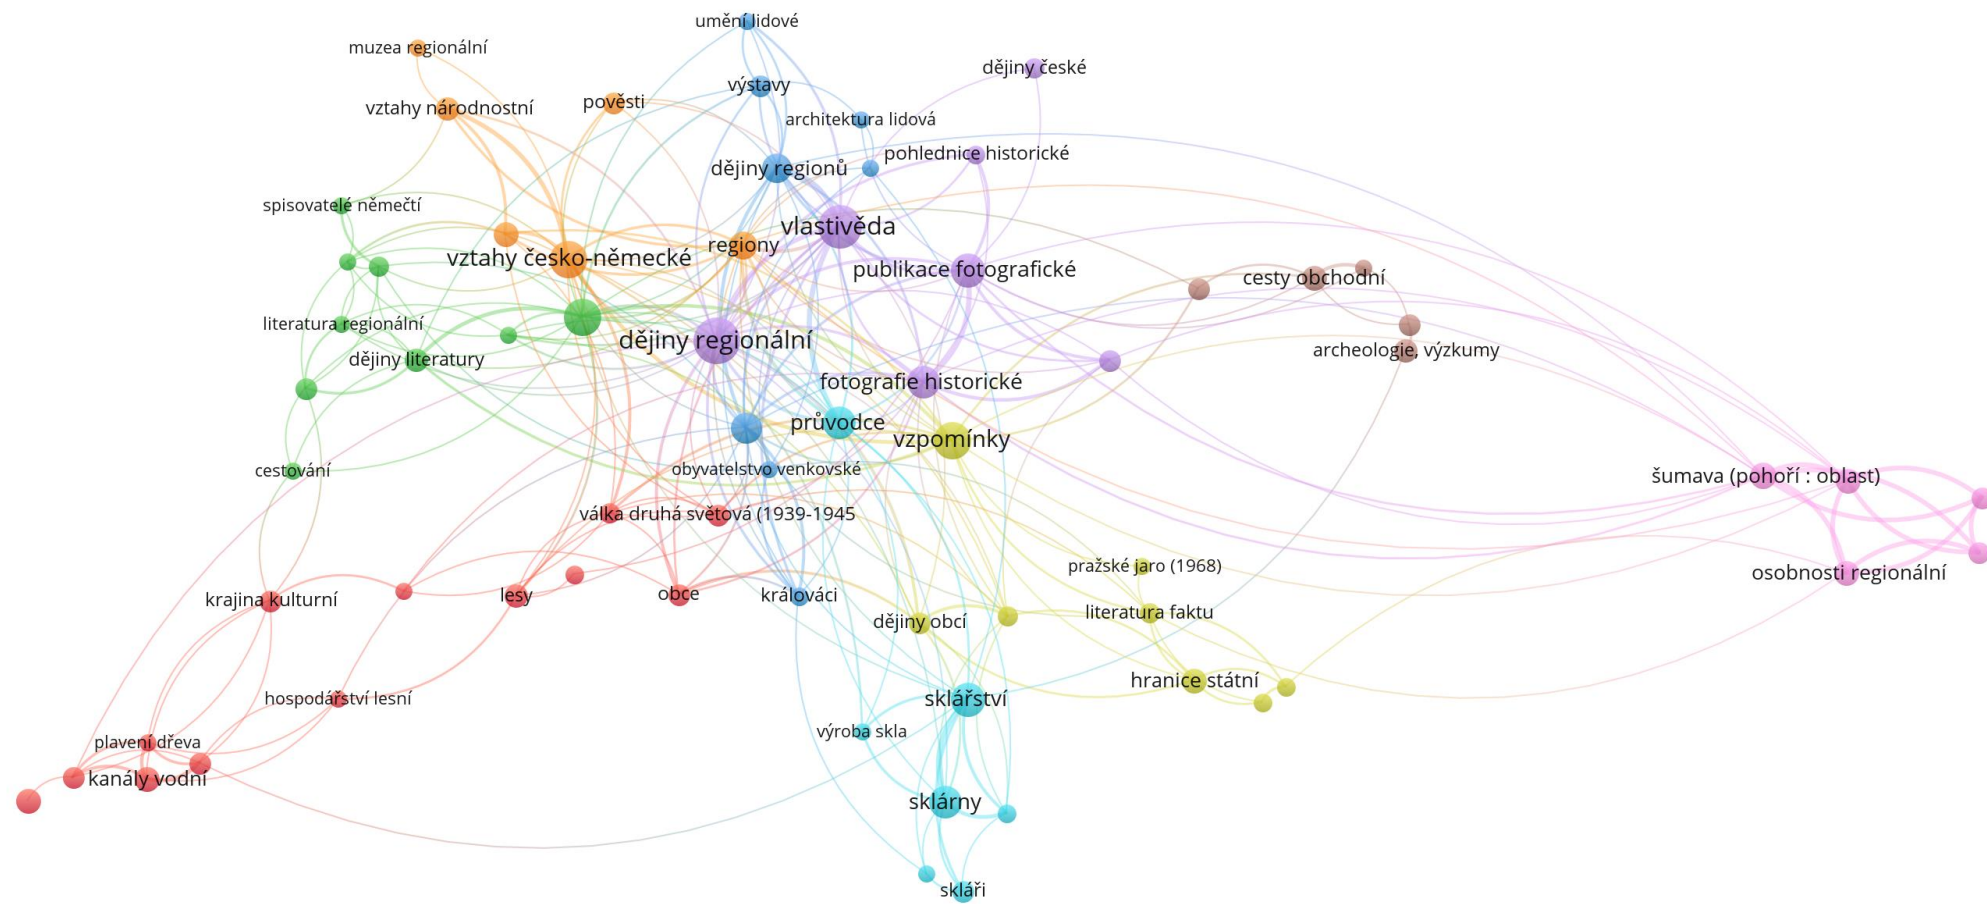 umění lidové
muzea regionální
dějiny české
výstavy
vztahy národnostní
pověsti
architektura lidová
pohlednice historické
dějiny regionů
spisovatelé němečtí
vlastivěda
regiony
vztahy česko-německé
publikace fotografické
cesty obchodní
literatura regionální
dějiny regionální
archeologie, výzkumy
dějiny literatury
fotografie historické
průvodce
vzpomínky
cestování
obyvatelstvo venkovské
šumava (pohoří : oblast)
válka druhá světová (1939-1945
pražské jaro (1968)
osobnosti regionální
krajina kulturní
lesy
obce
králováci
literatura faktu
dějiny obcí
hranice státní
hospodářství lesní
sklářství
výroba skla
plavení dřeva
kanály vodní
sklárny
skláři